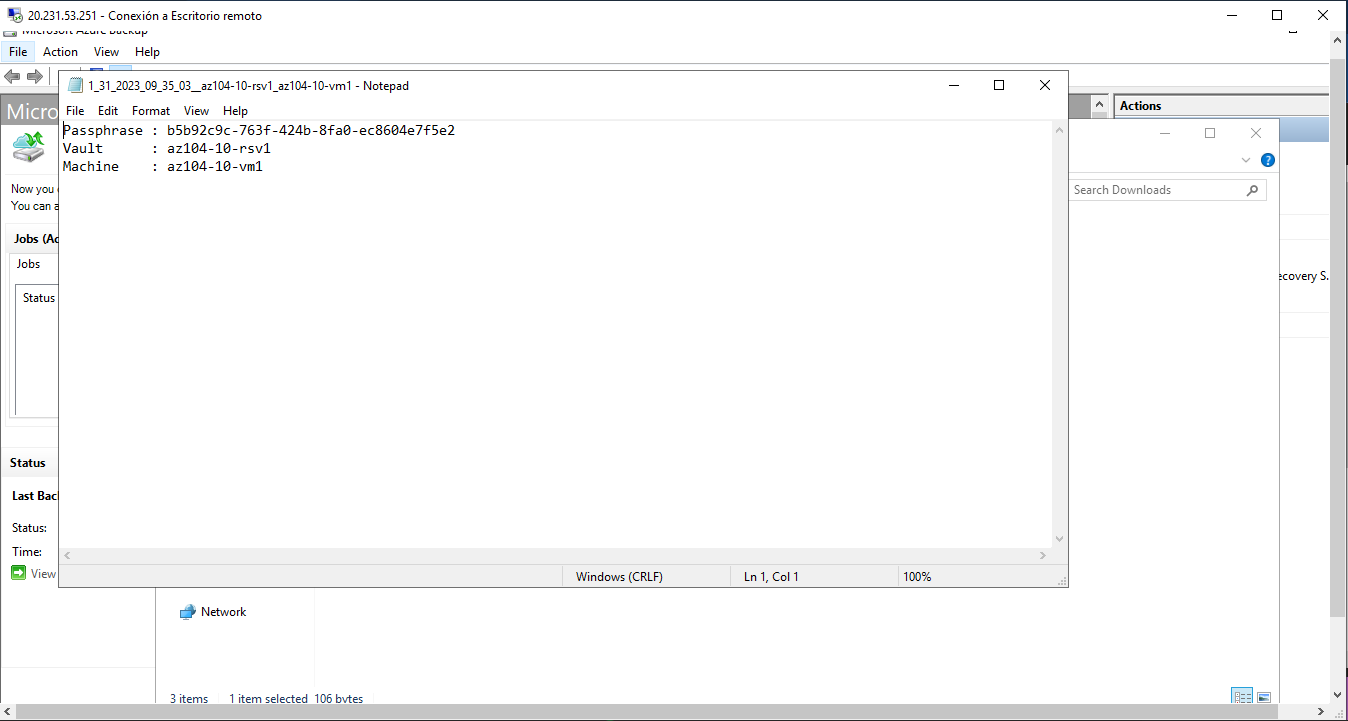 20.231.53.251 - Conexión a Escritorio remoto
Microsoft Azure Backup
File Action View Help
1_31_2023_09_35_03__az104-10-rsv1_az104-10-vm1 - Notepad
File Edit Format View Help
Passphrase : b5b92c9c-763f-424b-8fa0-ec8604e7f5e2
Vault : az104-10-rsv1
Machine : az104-10-vm1
Windows (CRLF) Ln 1, Col 1 100%
Micro
Now you
You can a
Jobs (Ac
Jobs
Status
Status
Last Bac
Status:
Time:
View
Actions
Search Downloads
ecovery S.
Network
3 items 1 item selected 106 bytes